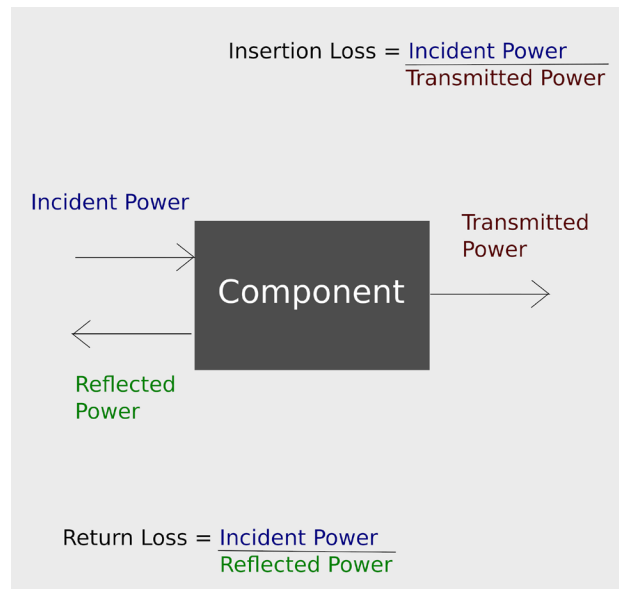 Insertion Loss = Incident Power
Transmitted Power
Incident Power
Transmitted
Power
Component
Reflected
Power
Return Loss = Incident Power
Reflected Power